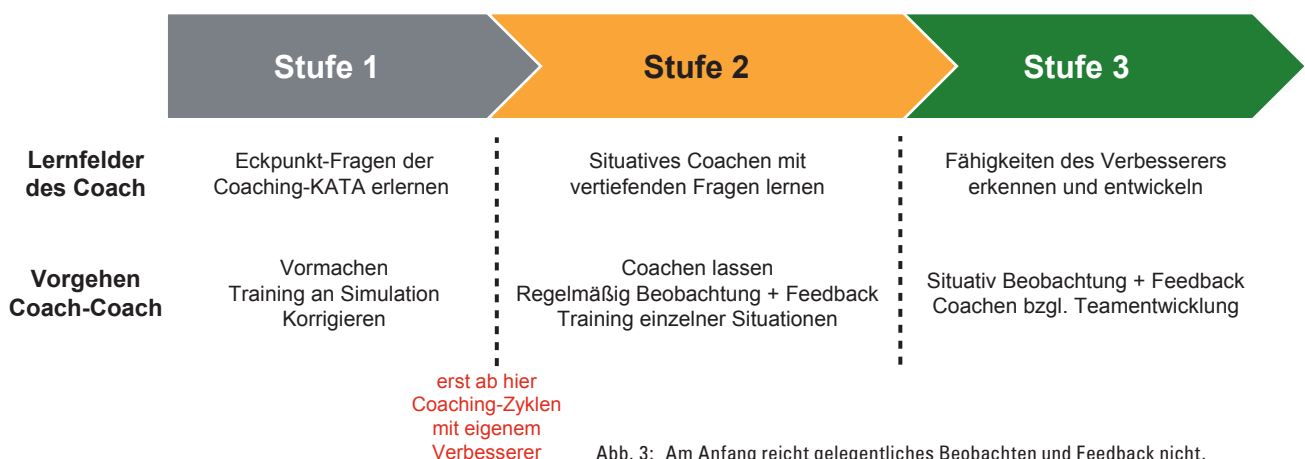 Stufe 1
Stufe 2
Stufe 3
Lernfelder
des Coach
Eckpunkt-Fragen der
Coaching-KATA erlernen
Situatives Coachen mit
vertiefenden Fragen lernen
Fähigkeiten des Verbesserers
erkennen und entwickeln
Vorgehen
Coach-Coach
Vormachen
Training an Simulation
Korrigieren
Coachen lassen
Regelmäßig Beobachtung + Feedback
Training einzelner Situationen
Situativ Beobachtung + Feedback
Coachen bzgl. Teamentwicklung
erst ab hier
Coaching-Zyklen
mit eigenem
Verbesserer
Abb. 3: Am Anfang reicht gelegentliches Beobachten und Feedback nicht.